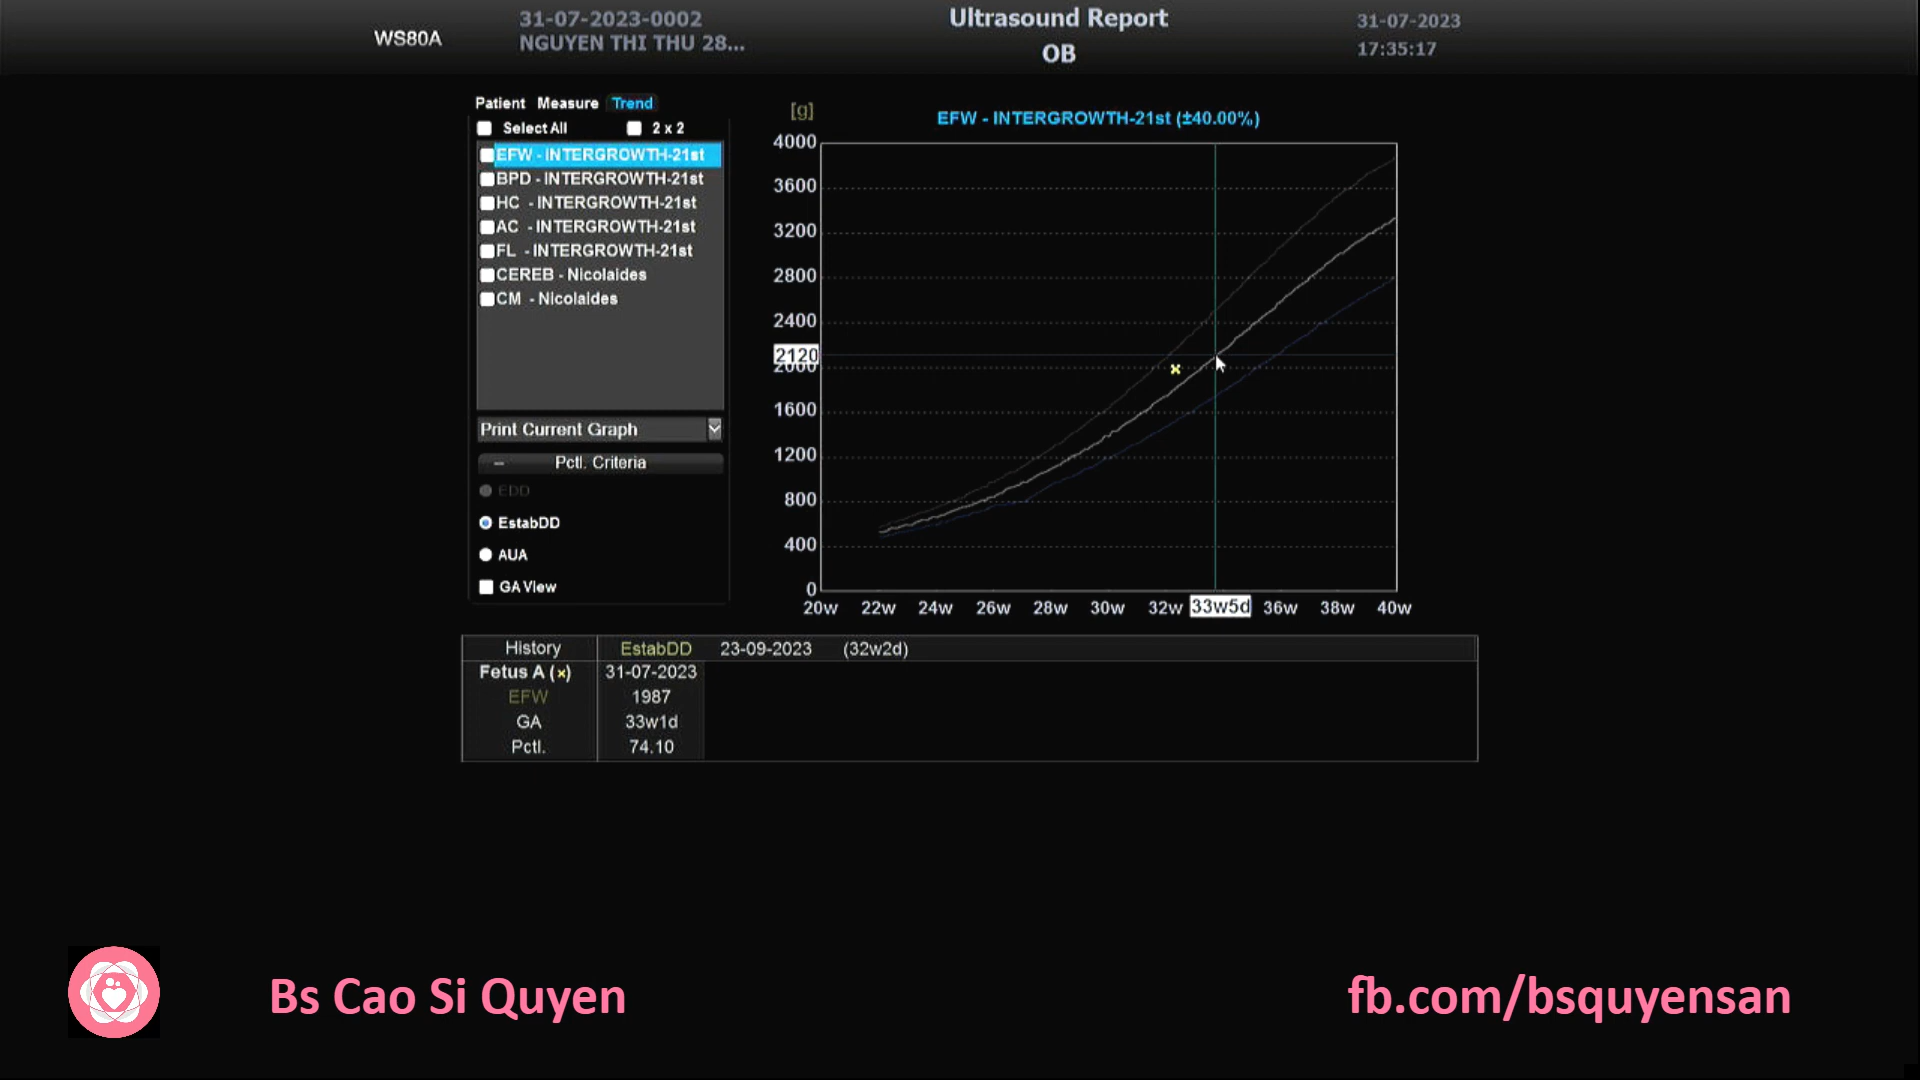 WS80A
31-07-2023-0002
NGUYEN THI THU 28...
Ultrasound Report
OB
31-07-2023
17:35:17
Patient Measure Trend
Select All 2 x 2
EFW - INTERGROWTH-21st
BPD - INTERGROWTH-21st
HC - INTERGROWTH-21st
AC - INTERGROWTH-21st
FL - INTERGROWTH-21st
CEREB - Nicolaides
CM - Nicolaides
Print Current Graph
-- Pctl. Criteria
EDD
EstabDD
AUA
GA View
[g]
EFW - INTERGROWTH-21st (±40.00%)
4000
3600
3200
2800
2400
2120
2000
1600
1200
800
400
0
20w 22w 24w 26w 28w 30w 32w 33w5d 36w 38w 40w
History EstabDD 23-09-2023 (32w2d)
Fetus A (×) 31-07-2023
EFW 1987
GA 33w1d
Pctl. 74.10
Bs Cao Si Quyen
fb.com/bsquyensan